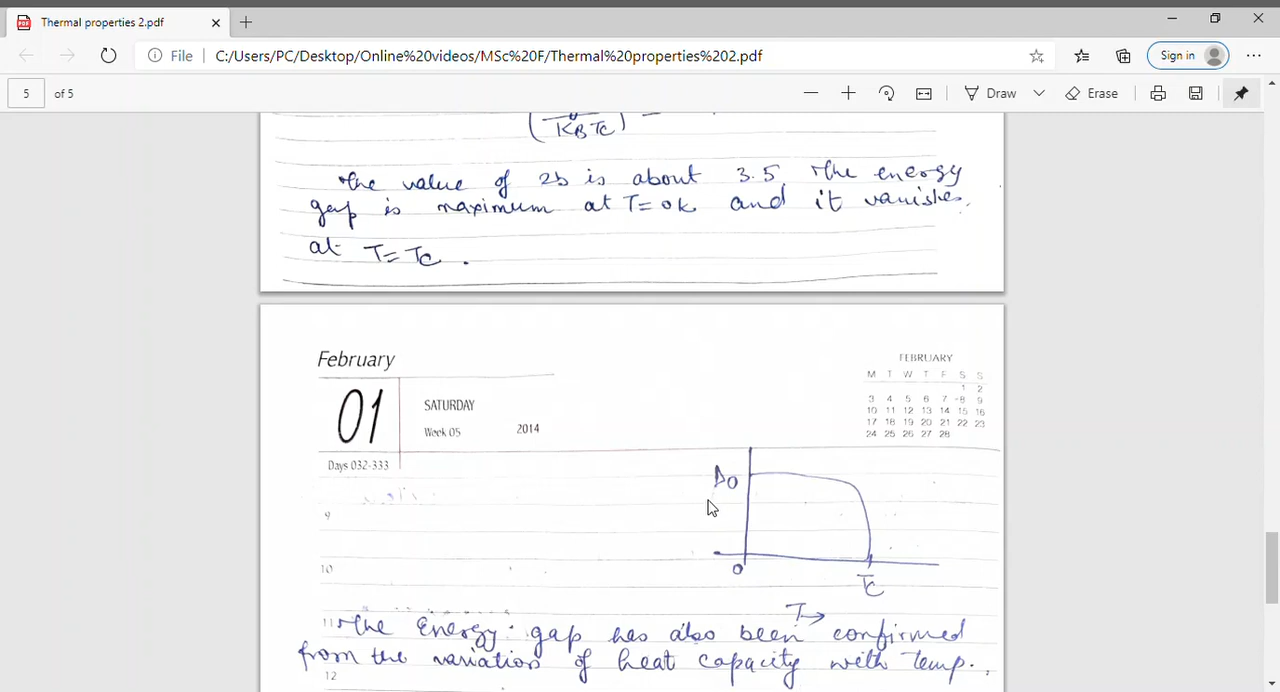 Thermal properties 2.pdf
File C:/Users/PC/Desktop/Online%20videos/MSc%20F/Thermal%20properties%202.pdf Sign in
5 of 5 Draw Erase
KB TC
The value of 2b is about 3.5. The energy
gap is maximum at T=0K and it vanishes.
at T=TC.
February
FEBRUARY
M T W T F S S
1 2
3 4 5 6 7 8 9
10 11 12 13 14 15 16
17 18 19 20 21 22 23
24 25 26 27 28
01
SATURDAY
Week 05 2014
Days 032-333
Δ0
9
10
0
TC
T→
11 The Energy gap has also been confirmed
from the variation of heat capacity with temp.
12